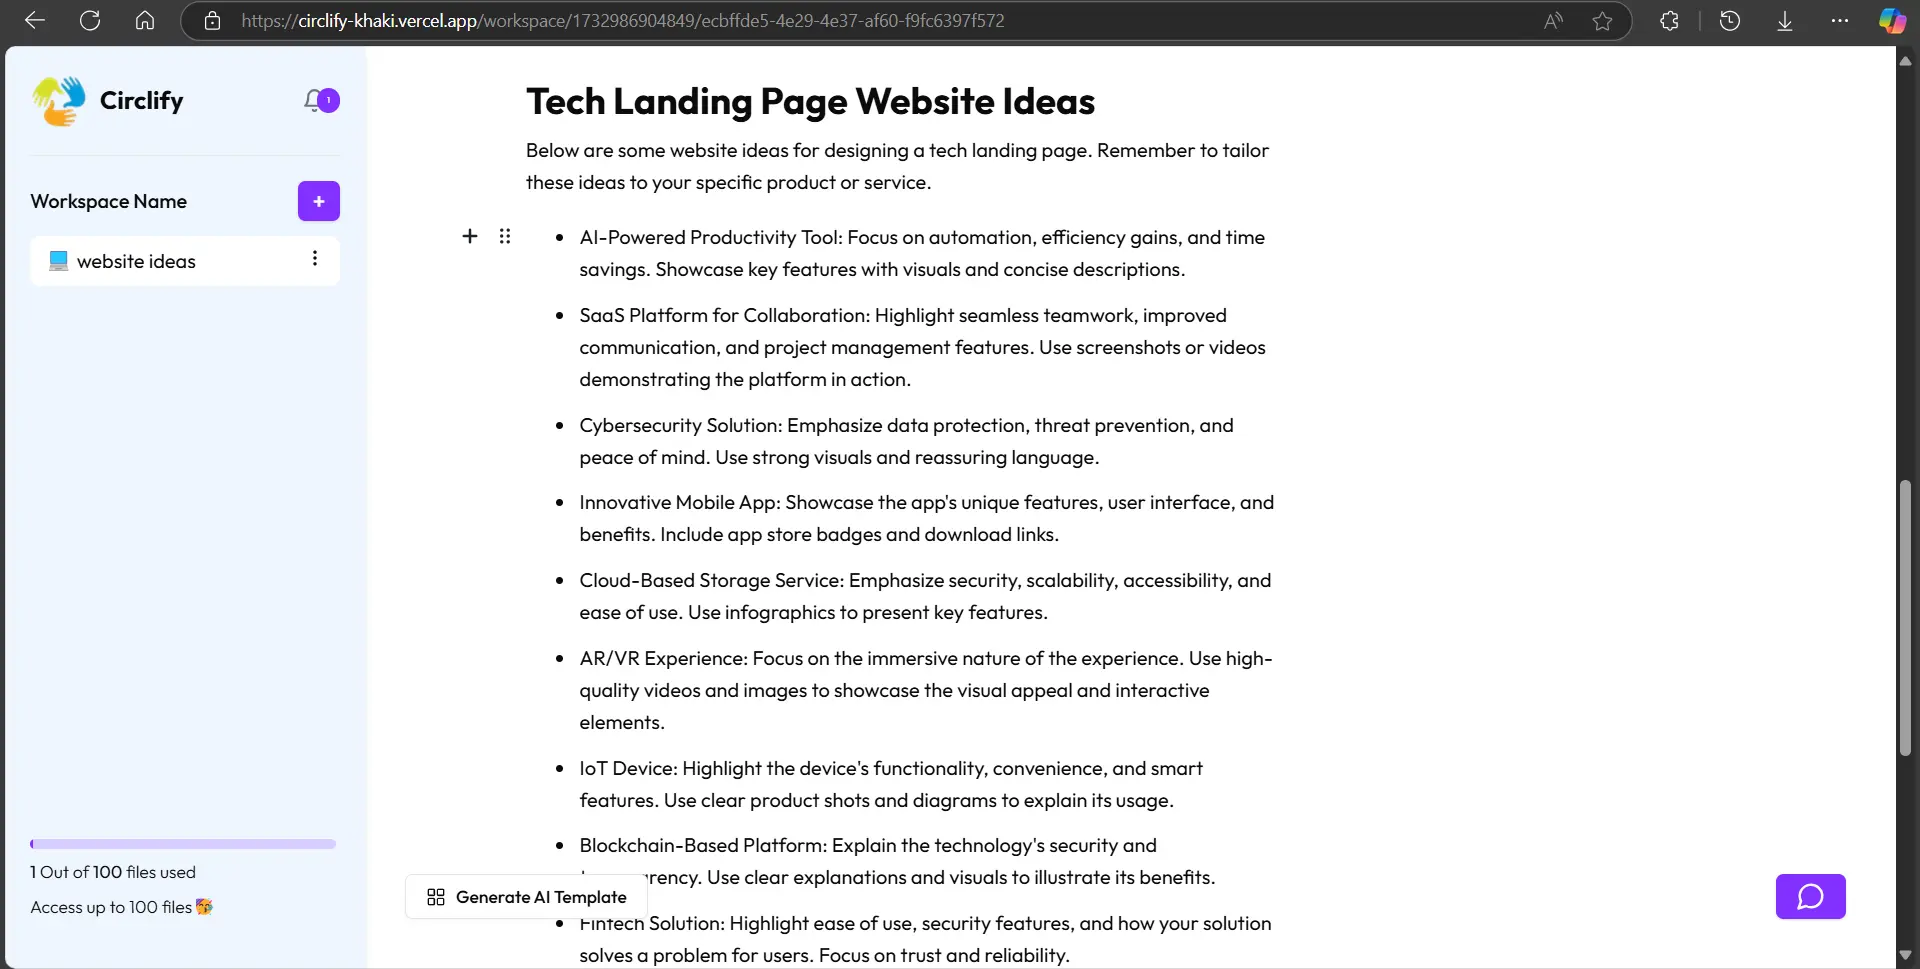 https://circlify-khaki.vercel.app/workspace/1732986904849/ecbffde5-4e29-4e37-af60-f9fc6397f572
Circlify
1
Workspace Name
+
website ideas
1 Out of 100 files used
Access up to 100 files
Tech Landing Page Website Ideas
Below are some website ideas for designing a tech landing page. Remember to tailor
these ideas to your specific product or service.
• AI-Powered Productivity Tool: Focus on automation, efficiency gains, and time
savings. Showcase key features with visuals and concise descriptions.
• SaaS Platform for Collaboration: Highlight seamless teamwork, improved
communication, and project management features. Use screenshots or videos
demonstrating the platform in action.
• Cybersecurity Solution: Emphasize data protection, threat prevention, and
peace of mind. Use strong visuals and reassuring language.
• Innovative Mobile App: Showcase the app's unique features, user interface, and
benefits. Include app store badges and download links.
• Cloud-Based Storage Service: Emphasize security, scalability, accessibility, and
ease of use. Use infographics to present key features.
• AR/VR Experience: Focus on the immersive nature of the experience. Use high-
quality videos and images to showcase the visual appeal and interactive
elements.
• IoT Device: Highlight the device's functionality, convenience, and smart
features. Use clear product shots and diagrams to explain its usage.
• Blockchain-Based Platform: Explain the technology's security and
Use clear explanations and visuals to illustrate its benefits.
• Fintech Solution: Highlight ease of use, security features, and how your solution
solves a problem for users. Focus on trust and reliability.
Generate AI Template